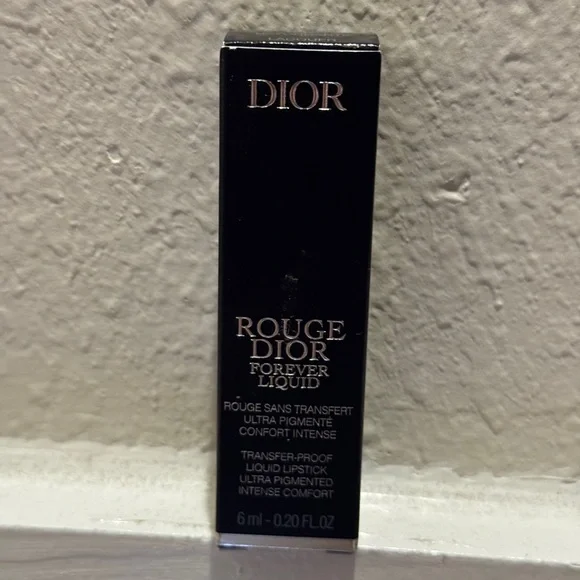 LACQUER
DIOR
ROUGE
DIOR
FOREVER
LIQUID
ROUGE SANS TRANSFERT
ULTRA PIGMENTÉ
CONFORT INTENSE
TRANSFER-PROOF
LIQUID LIPSTICK
ULTRA PIGMENTED
INTENSE COMFORT
6 ml - 0.20 FL.OZ